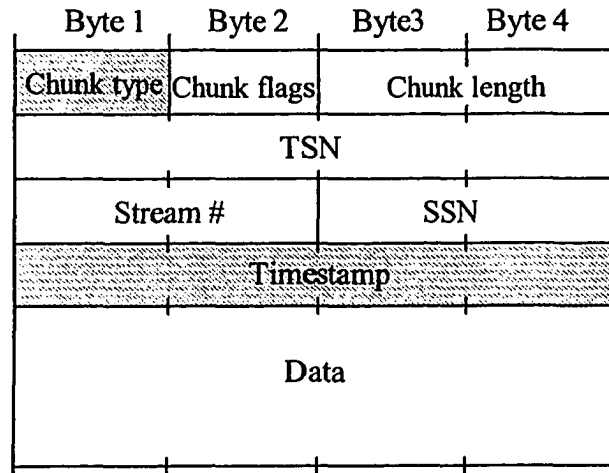 Byte 1 Byte 2 Byte3 Byte 4
Chunk type Chunk flags Chunk length
TSN
Stream # SSN
Timestamp
Data